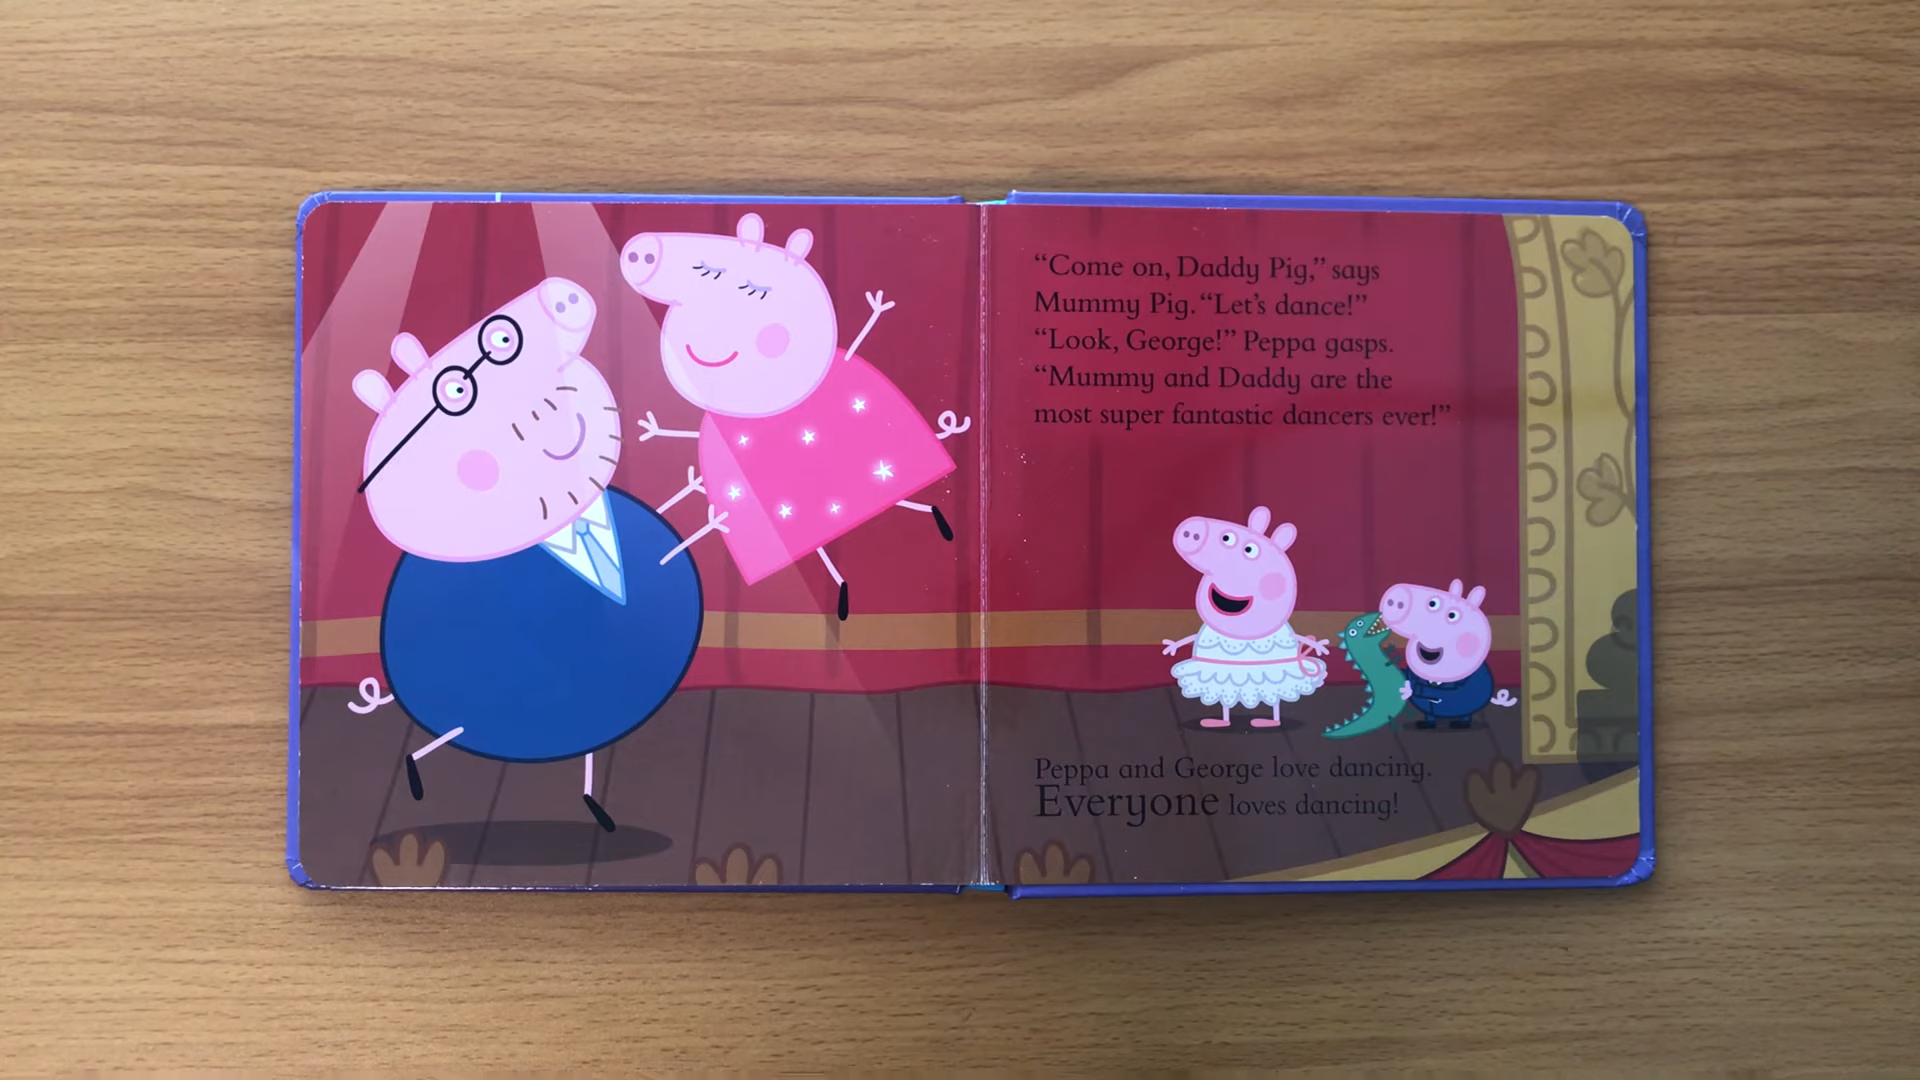 “Come on, Daddy Pig,” says
Mummy Pig. “Let’s dance!”
“Look, George!” Peppa gasps.
“Mummy and Daddy are the
most super fantastic dancers ever!”
Peppa and George love dancing.
Everyone loves dancing!